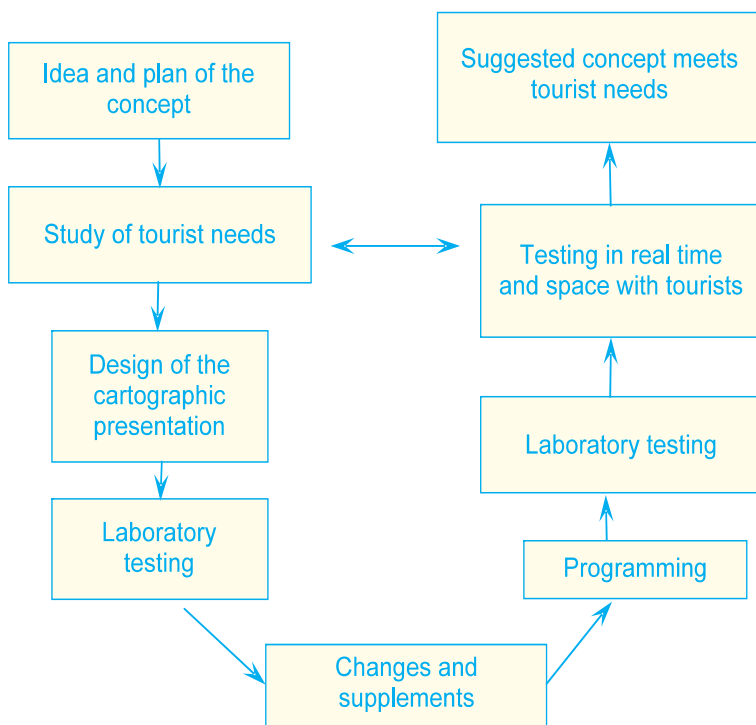 Idea and plan of the
concept
Study of tourist needs
Design of the
cartographic
presentation
Laboratory
testing
Changes and
supplements
Programming
Laboratory testing
Testing in real time
and space with tourists
Suggested concept meets
tourist needs